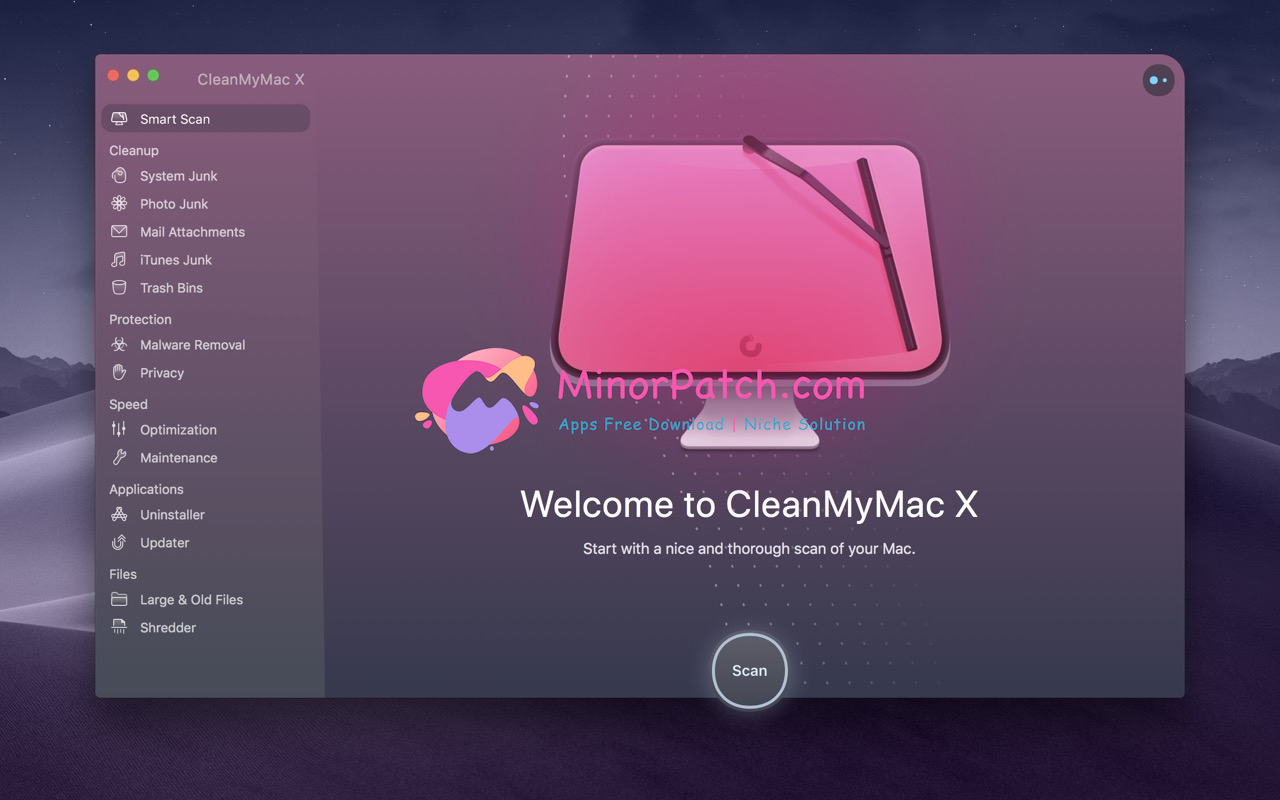 CleanMyMac X
Smart Scan
Cleanup
System Junk
Photo Junk
Mail Attachments
iTunes Junk
Trash Bins
Protection
Malware Removal
Privacy
Speed
Optimization
Maintenance
Applications
Uninstaller
Updater
Files
Large & Old Files
Shredder
MinorPatch.com
Apps Free Download | Niche Solution
Welcome to CleanMyMac X
Start with a nice and thorough scan of your Mac.
Scan